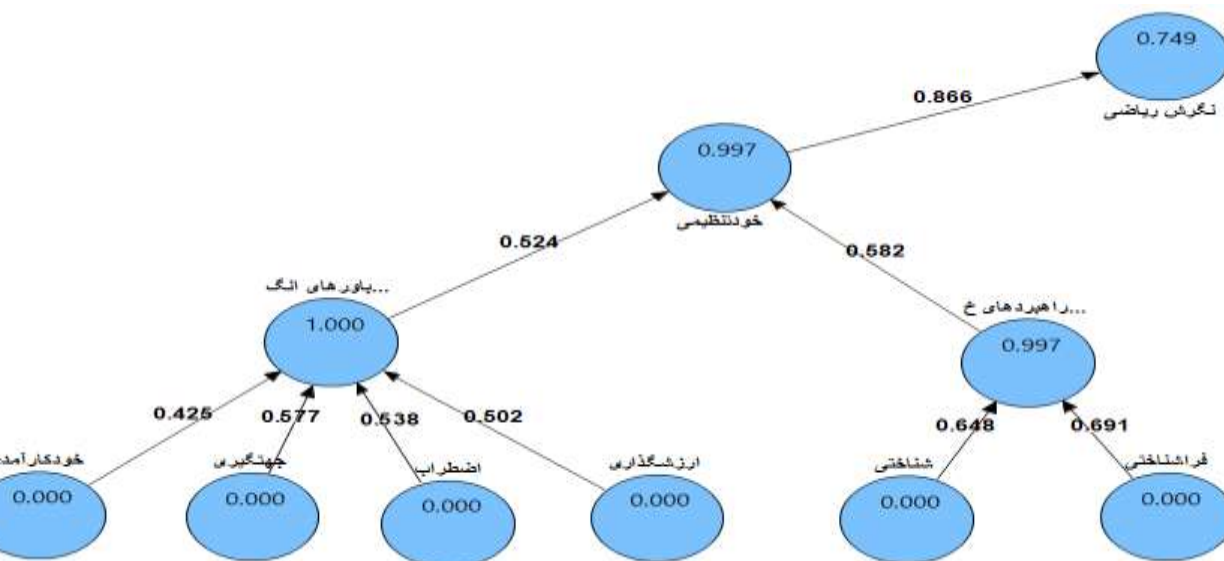 0.749
نگرش ریاضی
0.866
0.997
خودتنظیمی
0.524
0.582
باورهای انگ...
1.000
راهبردهای خ...
0.997
0.425
0.577
0.538
0.502
0.648
0.691
خودکارآمد
0.000
جهتگیری
0.000
اضطراب
0.000
ارزشگذاری
0.000
شناختی
0.000
فراشناختی
0.000